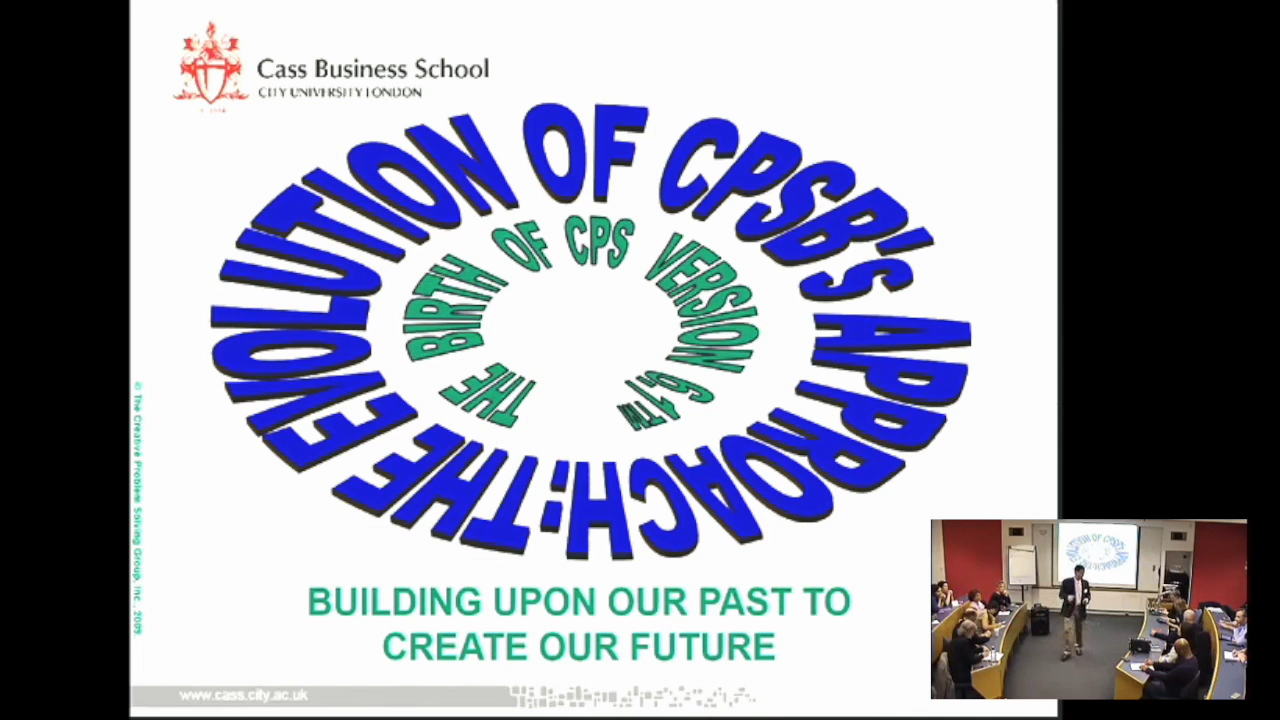 Cass Business School
CITY UNIVERSITY LONDON
THE EVOLUTION OF CPSB's APPROACH:
THE BIRTH OF CPS VERSION 6.1™
BUILDING UPON OUR PAST TO
CREATE OUR FUTURE
© The Creative Problem Solving Group, Inc., 2009
www.cass.city.ac.uk